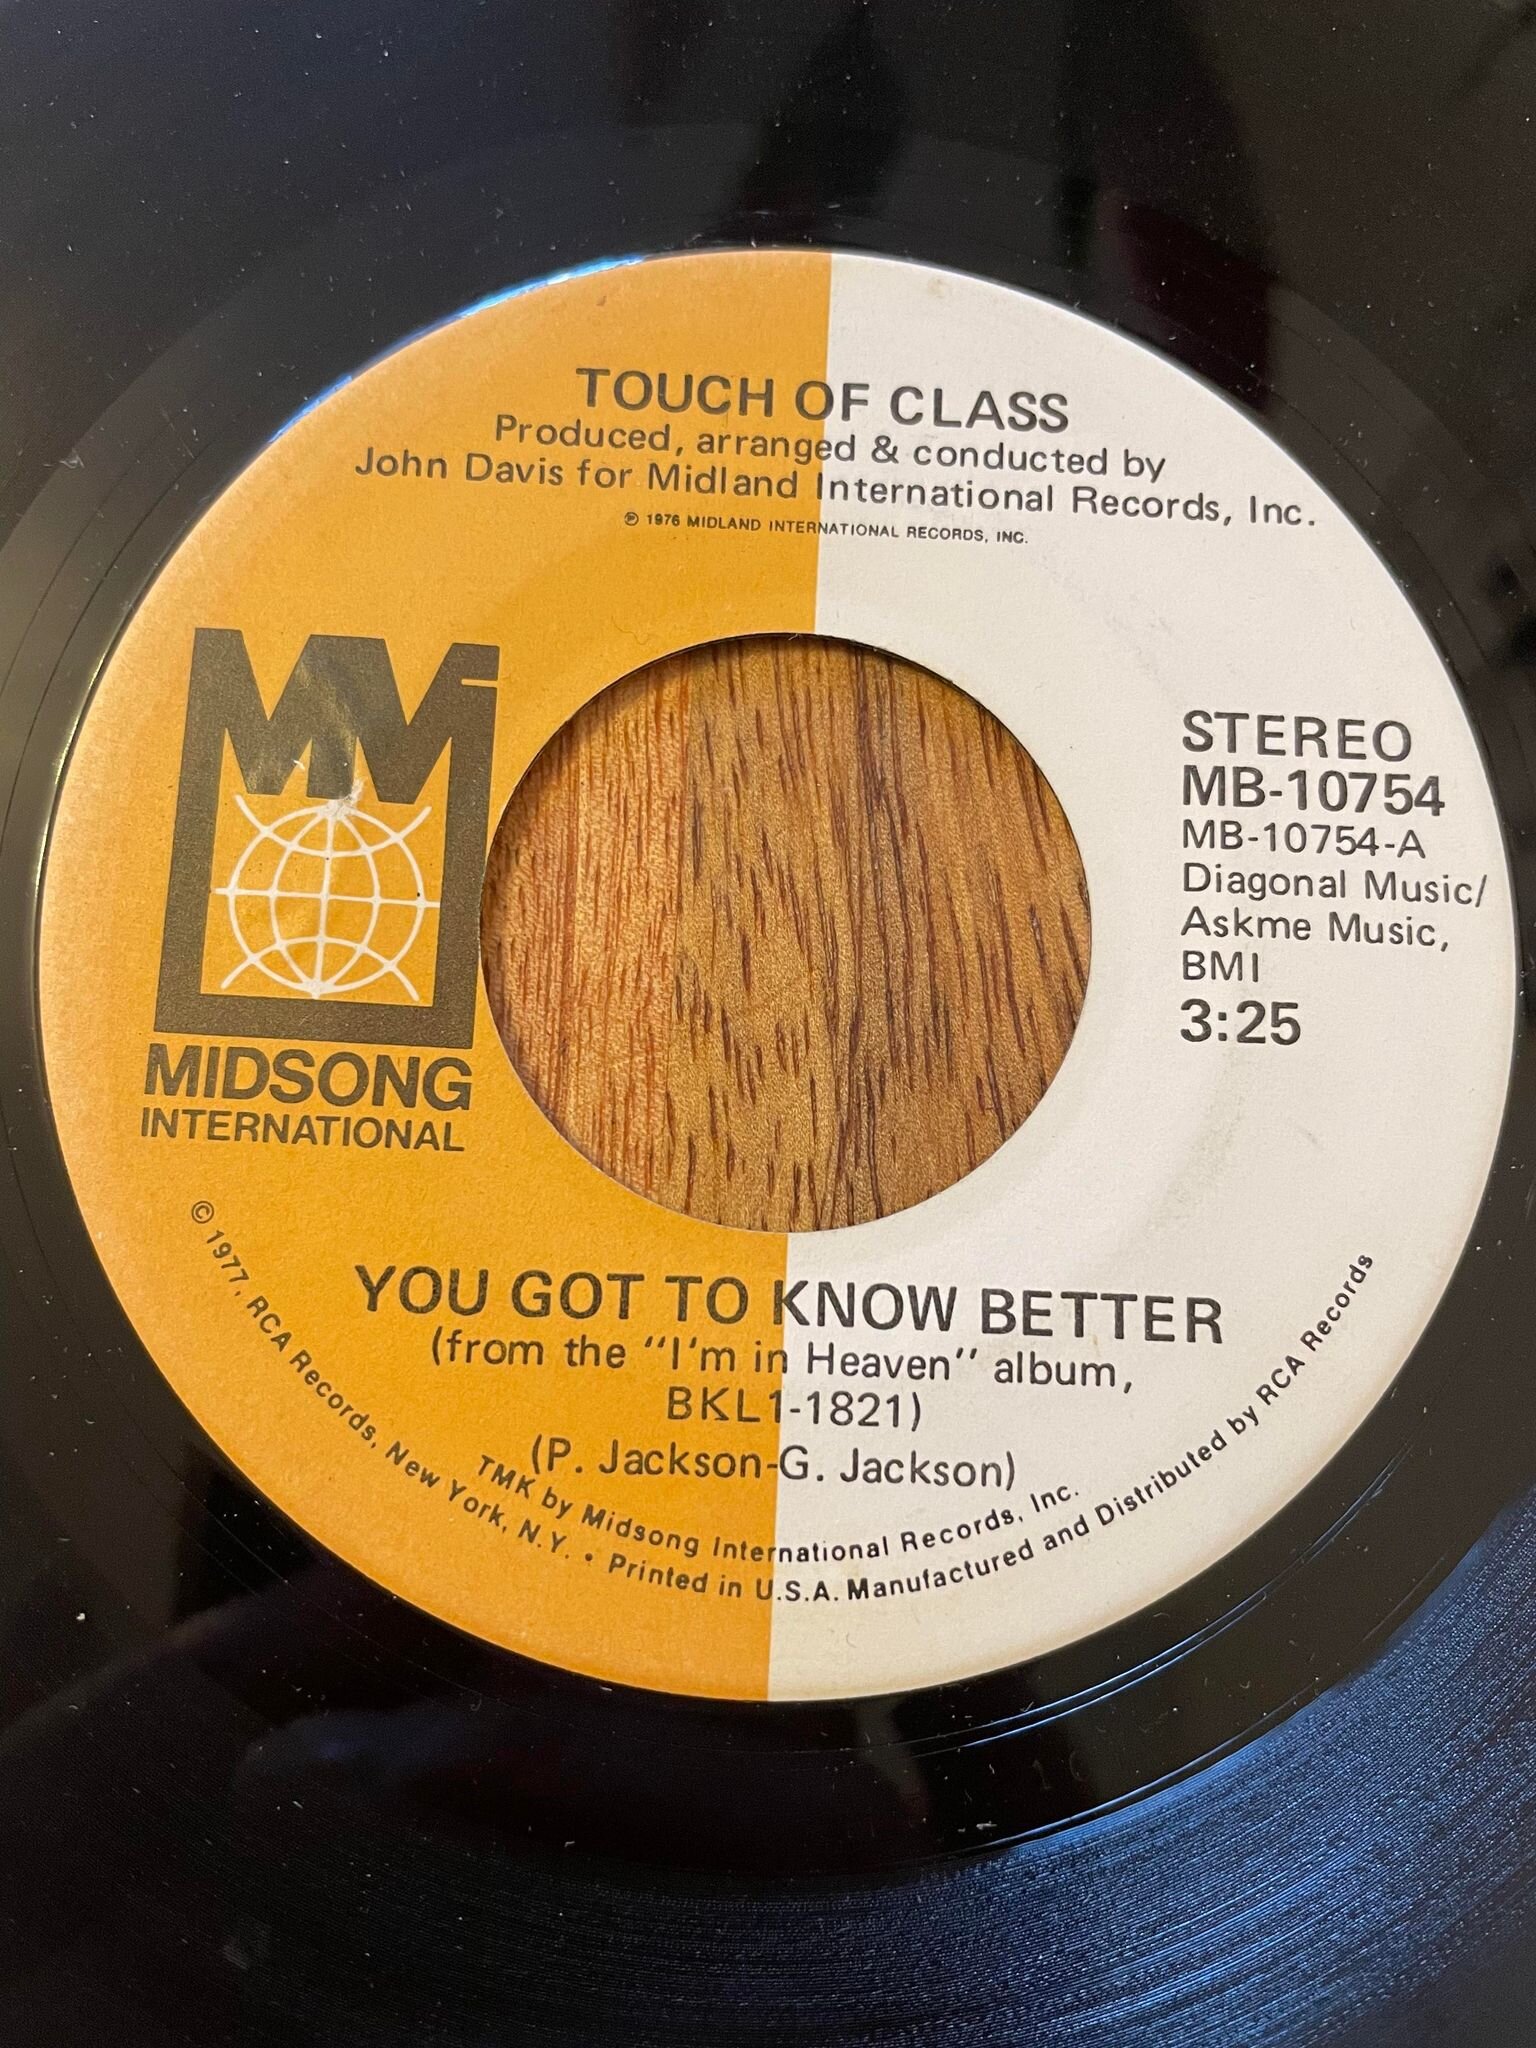 TOUCH OF CLASS
Produced, arranged & conducted by
John Davis for Midland International Records, Inc.
℗ 1976 MIDLAND INTERNATIONAL RECORDS, INC.
MM
MIDSONG
INTERNATIONAL
STEREO
MB-10754
MB-10754-A
Diagonal Music/
Askme Music,
BMI
3:25
YOU GOT TO KNOW BETTER
(from the "I'm in Heaven" album,
BKL1-1821)
(P. Jackson-G. Jackson)
TMK by Midsong International Records, Inc.
© 1977, RCA Records, New York, N.Y. • Printed in U.S.A. Manufactured and Distributed by RCA Records